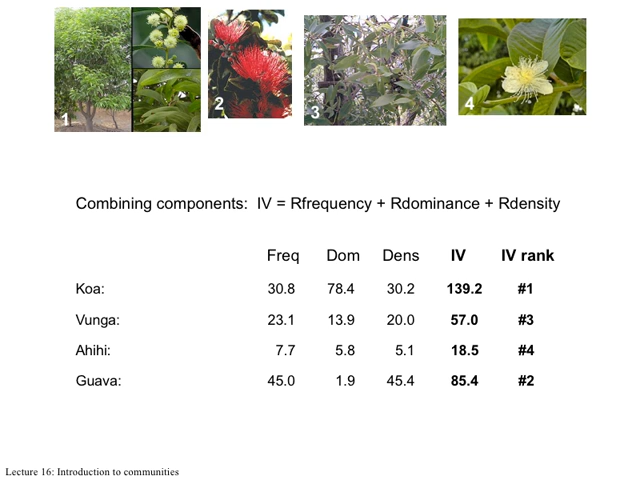 1
2
3
4
Combining components: IV = Rfrequency + Rdominance + Rdensity
Freq Dom Dens IV IV rank
Koa: 30.8 78.4 30.2 139.2 #1
Vunga: 23.1 13.9 20.0 57.0 #3
Ahihi: 7.7 5.8 5.1 18.5 #4
Guava: 45.0 1.9 45.4 85.4 #2
Lecture 16: Introduction to communities